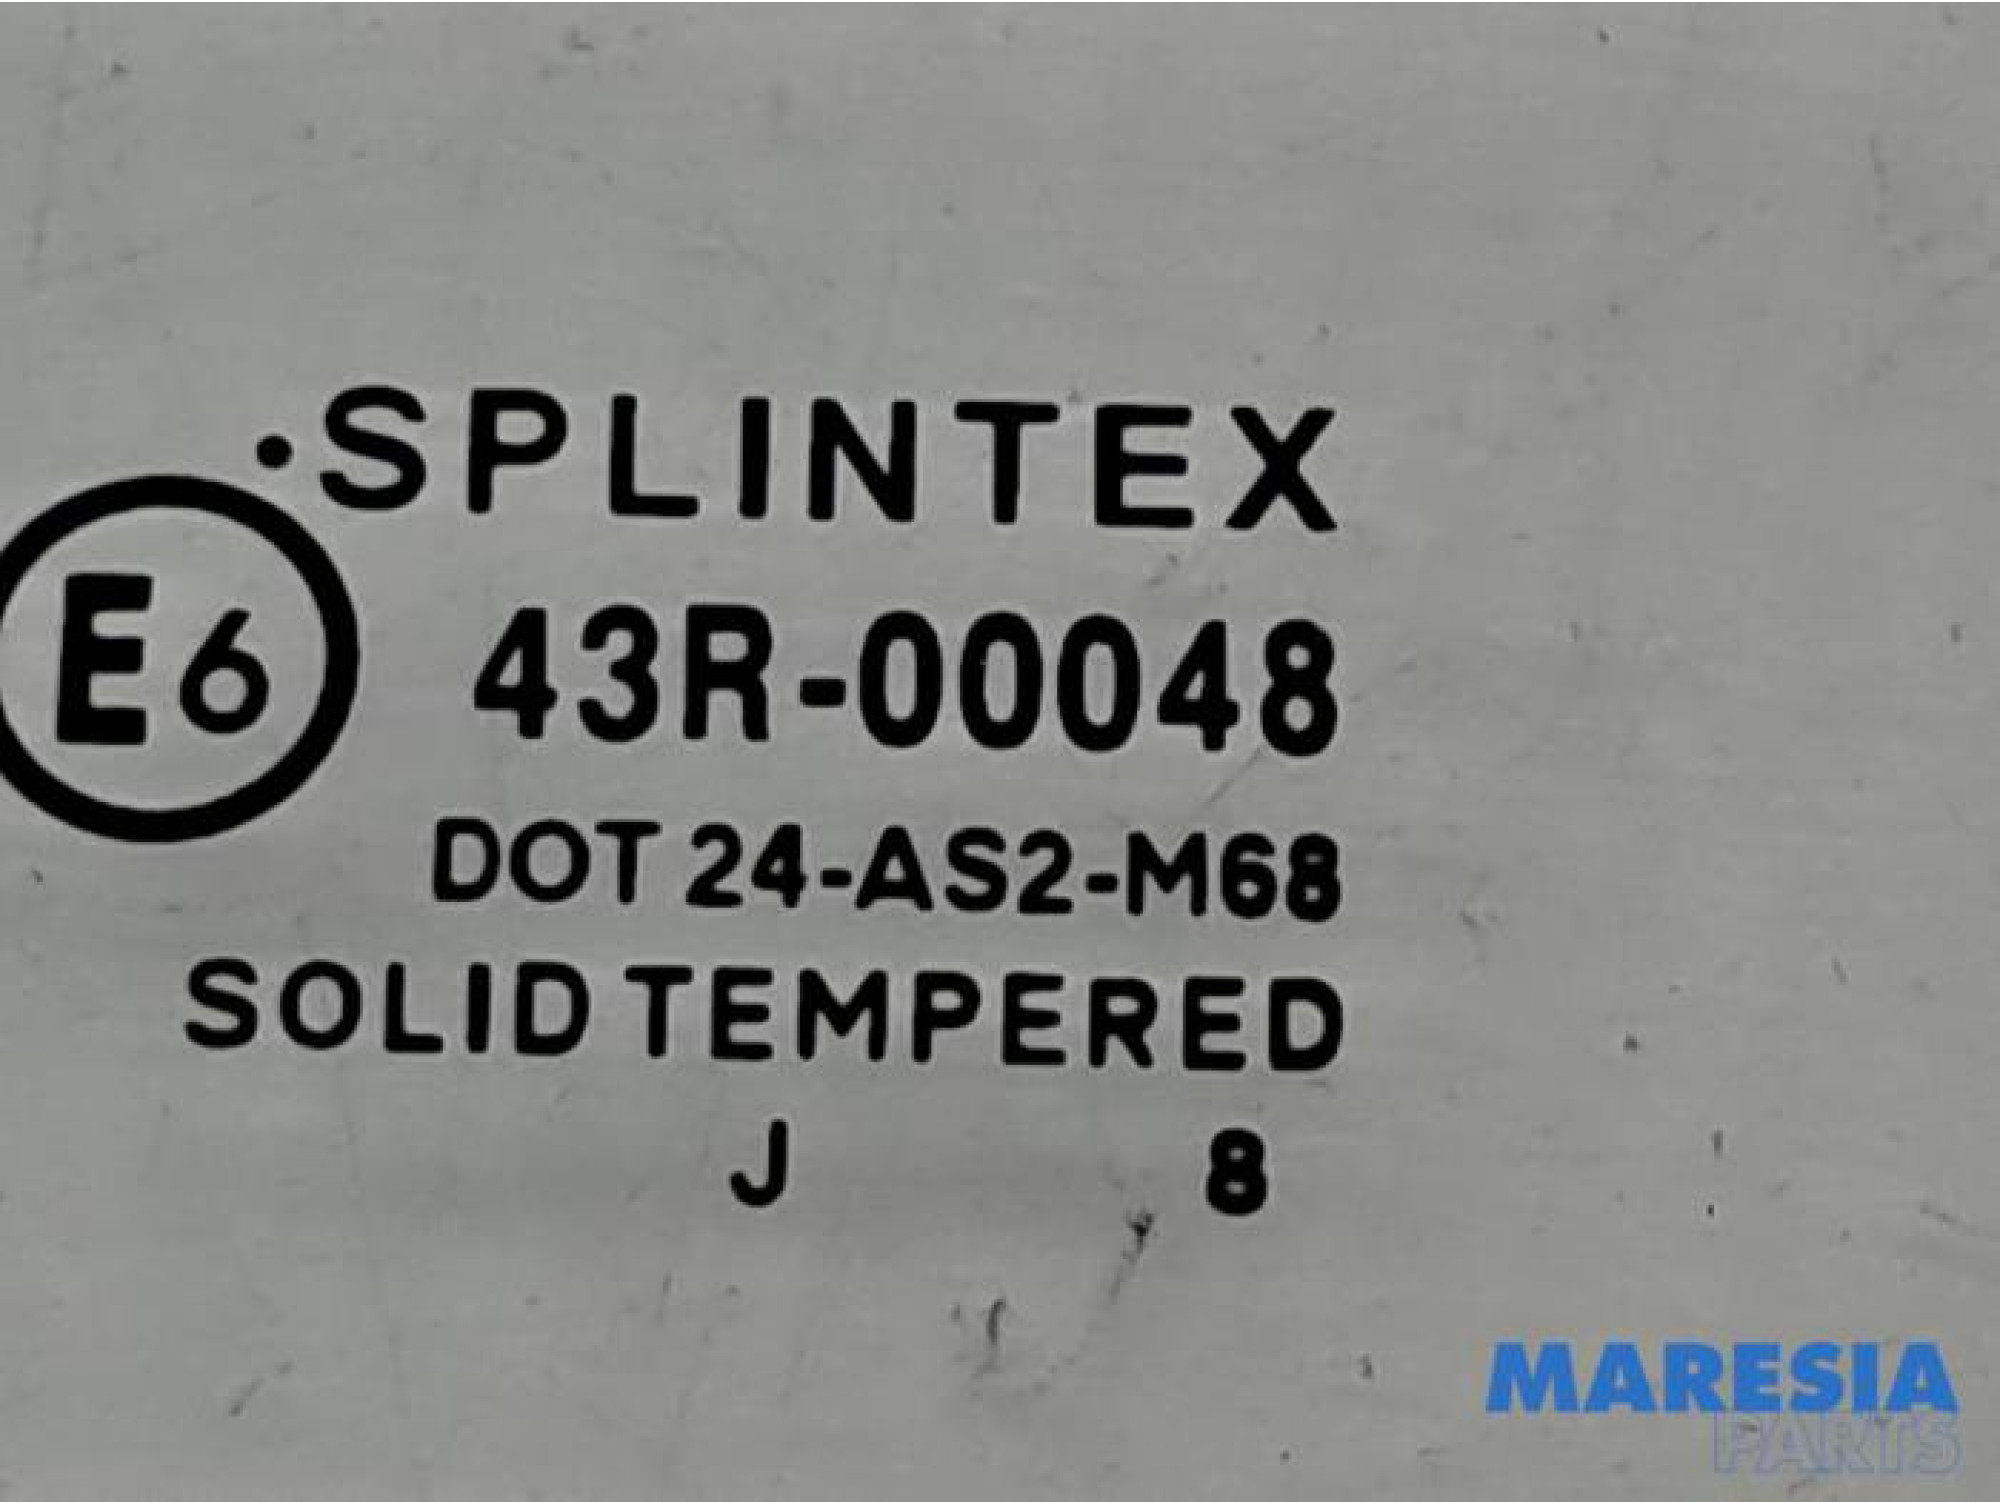 ·SPLINTEX
E6
43R-00048
DOT 24-AS2-M68
SOLID TEMPERED
J 8
MARESIA
PARTS